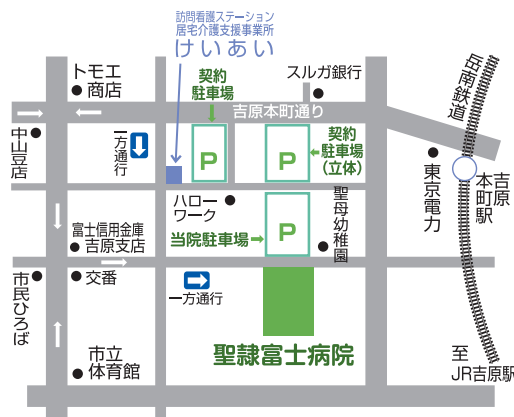 訪問看護ステーション
居宅介護支援事業所
けいあい
トモエ
商店
契約
駐車場
スルガ銀行
岳南鉄道
吉原本町通り
中山豆店
一方通行
P
P
契約
駐車場
(立体)
東京電力
吉原
本町駅
ハロー
ワーク
聖母幼稚園
富士信用金庫
吉原支店
当院駐車場
P
市民ひろば
交番
一方通行
聖隷富士病院
市立
体育館
至
JR吉原駅